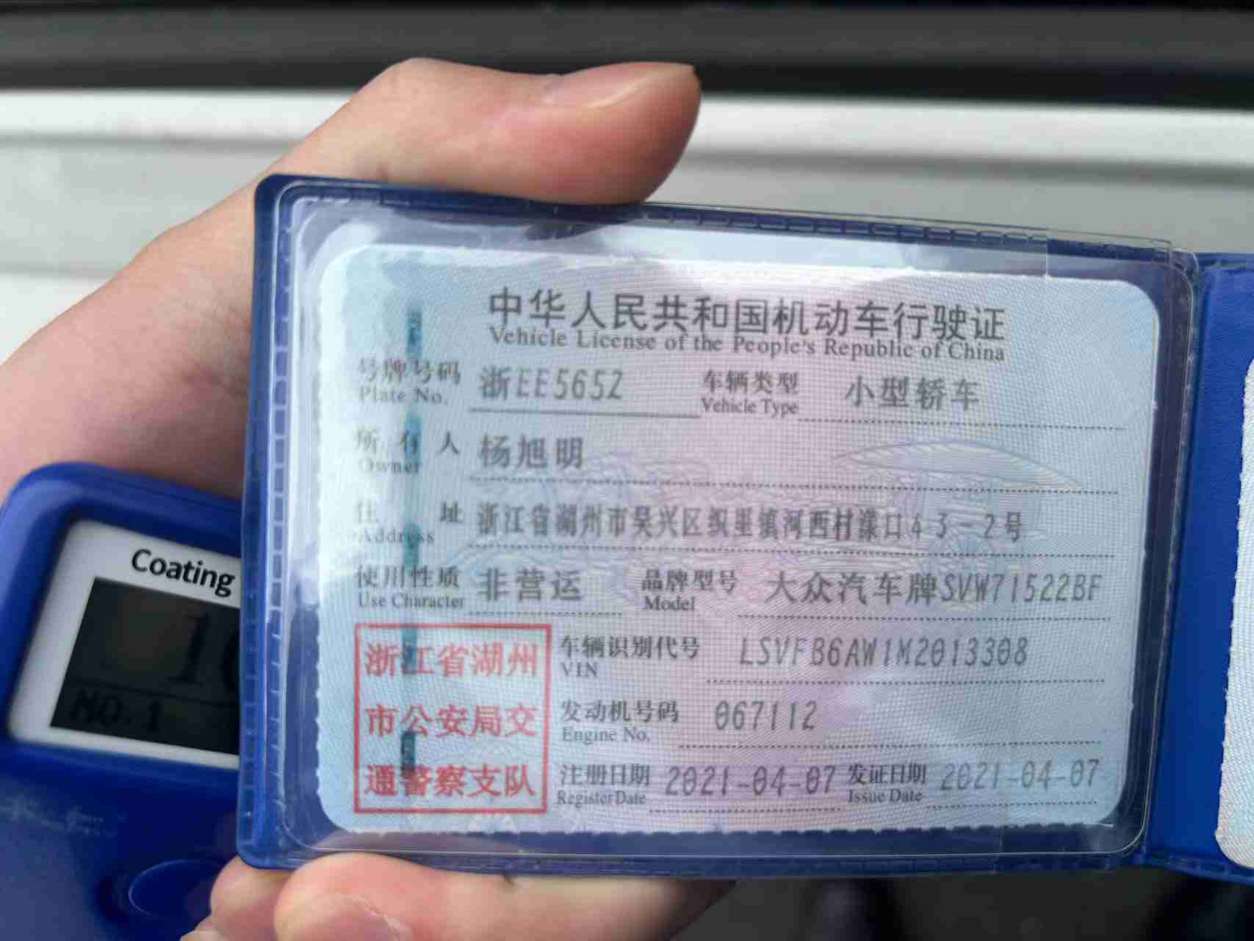 中华人民共和国机动车行驶证
Vehicle License of the People's Republic of China
号牌号码 浙EE5652 车辆类型 小型轿车
Plate No. Vehicle Type
所有人 杨旭明
Owner
住址 浙江省湖州市吴兴区织里镇河西村漾口43-2号
Address
使用性质 非营运 品牌型号 大众汽车牌SVW71522BF
Use Character Model
浙江省湖州
市公安局交
通警察支队
车辆识别代号 LSVFB6AW1M2013308
VIN
发动机号码 067112
Engine No.
注册日期 2021-04-07 发证日期 2021-04-07
Register Date Issue Date
Coating
NO.1